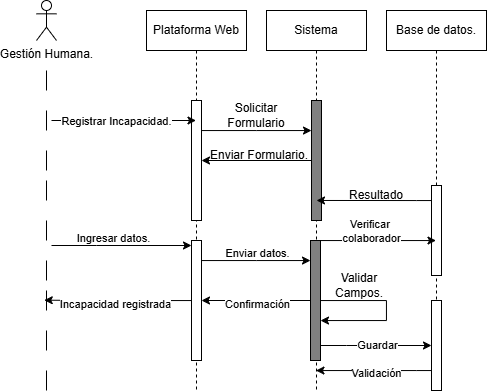 Gestión Humana.
Plataforma Web
Sistema
Base de datos.
Registrar Incapacidad.
Solicitar
Formulario
Enviar Formulario.
Resultado
Ingresar datos.
Verificar
colaborador
Enviar datos.
Validar
Campos.
Incapacidad registrada
Confirmación
Guardar
Validación